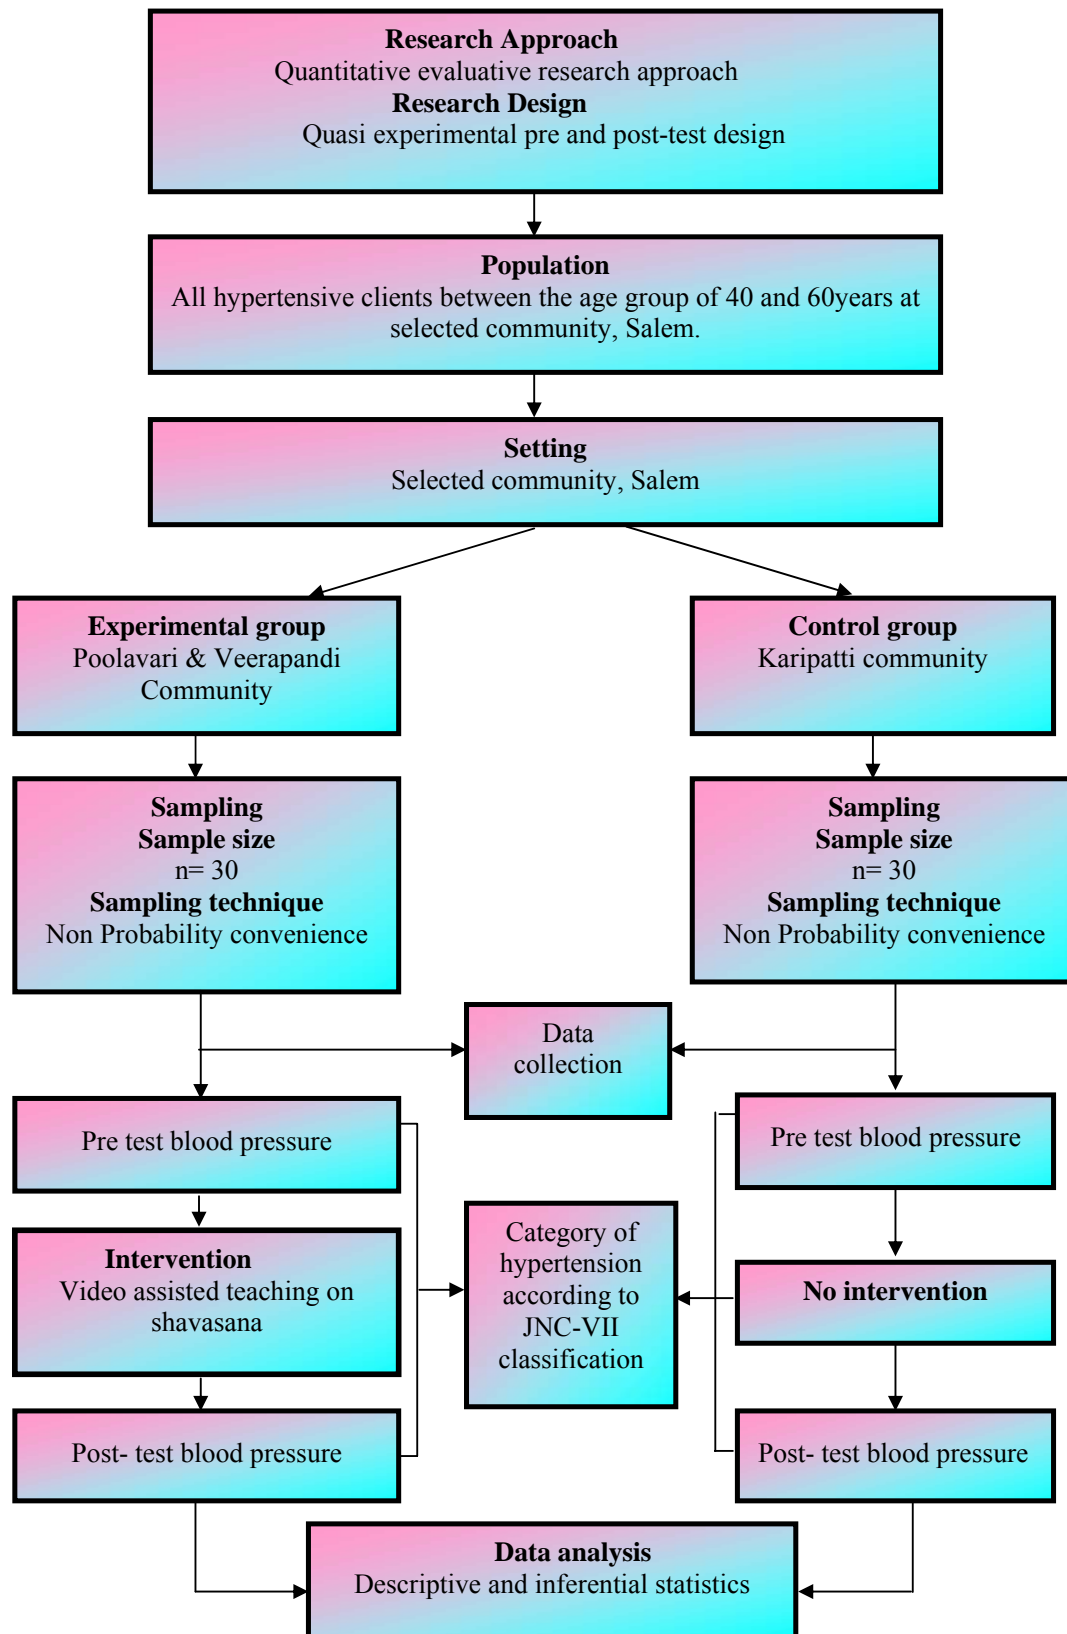 Research Approach
Quantitative evaluative research approach
Research Design
Quasi experimental pre and post-test design
Population
All hypertensive clients between the age group of 40 and 60years at
selected community, Salem.
Setting
Selected community, Salem
Experimental group
Poolavari & Veerapandi
Community
Control group
Karipatti community
Sampling
Sample size
n= 30
Sampling technique
Non Probability convenience
Sampling
Sample size
n= 30
Sampling technique
Non Probability convenience
Data
collection
Pre test blood pressure
Pre test blood pressure
Intervention
Video assisted teaching on
shavasana
Category of
hypertension
according to
JNC-VII
classification
No intervention
Post- test blood pressure
Post- test blood pressure
Data analysis
Descriptive and inferential statistics